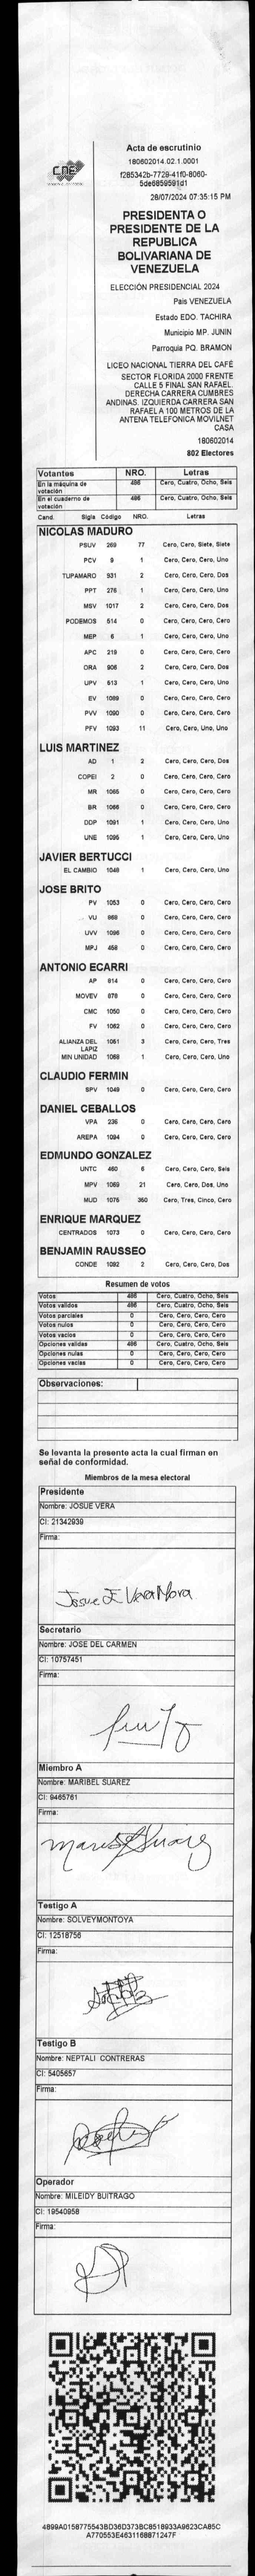 CNE
Acta de escrutinio
180602014.02.1.0001
f285342b-7728-41f0-8060-
5de6859591d1
28/07/2024 07:35:15 PM
PRESIDENTA O
PRESIDENTE DE LA
REPUBLICA
BOLIVARIANA DE
VENEZUELA
ELECCIÓN PRESIDENCIAL 2024
Pais VENEZUELA
Estado EDO. TACHIRA
Municipio MP. JUNIN
Parroquia PQ. BRAMON
LICEO NACIONAL TIERRA DEL CAFÉ
SECTOR FLORIDA 2000 FRENTE
CALLE 5 FINAL SAN RAFAEL.
DERECHA CARRERA CUMBRES
ANDINAS. IZQUIERDA CARRERA SAN
RAFAEL A 100 METROS DE LA
ANTENA TELEFONICA MOVILNET
CASA
180602014
802 Electores
Votantes NRO. Letras
En la máquina de votación 486 Cero, Cuatro, Ocho, Seis
En el cuaderno de votación 486 Cero, Cuatro, Ocho, Seis
Cand. Sigla Código NRO. Letras
NICOLAS MADURO
PSUV 269 77 Cero, Cero, Siete, Siete
PCV 9 1 Cero, Cero, Cero, Uno
TUPAMARO 931 2 Cero, Cero, Cero, Dos
PPT 276 1 Cero, Cero, Cero, Uno
MSV 1017 2 Cero, Cero, Cero, Dos
PODEMOS 514 0 Cero, Cero, Cero, Cero
MEP 6 1 Cero, Cero, Cero, Uno
APC 219 0 Cero, Cero, Cero, Cero
ORA 908 2 Cero, Cero, Cero, Dos
UPV 613 1 Cero, Cero, Cero, Uno
EV 1089 0 Cero, Cero, Cero, Cero
PVV 1090 0 Cero, Cero, Cero, Cero
PFV 1093 11 Cero, Cero, Uno, Uno
LUIS MARTINEZ
AD 1 2 Cero, Cero, Cero, Dos
COPEI 2 0 Cero, Cero, Cero, Cero
MR 1065 0 Cero, Cero, Cero, Cero
BR 1066 0 Cero, Cero, Cero, Cero
DDP 1091 1 Cero, Cero, Cero, Uno
UNE 1095 1 Cero, Cero, Cero, Uno
JAVIER BERTUCCI
EL CAMBIO 1048 1 Cero, Cero, Cero, Uno
JOSE BRITO
PV 1053 0 Cero, Cero, Cero, Cero
VU 868 0 Cero, Cero, Cero, Cero
UVV 1096 0 Cero, Cero, Cero, Cero
MPJ 458 0 Cero, Cero, Cero, Cero
ANTONIO ECARRI
AP 814 0 Cero, Cero, Cero, Cero
MOVEV 878 0 Cero, Cero, Cero, Cero
CMC 1050 0 Cero, Cero, Cero, Cero
FV 1062 0 Cero, Cero, Cero, Cero
ALIANZA DEL LAPIZ 1051 3 Cero, Cero, Cero, Tres
MIN UNIDAD 1068 1 Cero, Cero, Cero, Uno
CLAUDIO FERMIN
SPV 1049 0 Cero, Cero, Cero, Cero
DANIEL CEBALLOS
VPA 236 0 Cero, Cero, Cero, Cero
AREPA 1094 0 Cero, Cero, Cero, Cero
EDMUNDO GONZALEZ
UNTC 460 6 Cero, Cero, Cero, Seis
MPV 1069 21 Cero, Cero, Dos, Uno
MUD 1075 350 Cero, Tres, Cinco, Cero
ENRIQUE MARQUEZ
CENTRADOS 1073 0 Cero, Cero, Cero, Cero
BENJAMIN RAUSSEO
CONDE 1092 2 Cero, Cero, Cero, Dos
Resumen de votos
Votos 486 Cero, Cuatro, Ocho, Seis
Votos validos 486 Cero, Cuatro, Ocho, Seis
Votos parciales 0 Cero, Cero, Cero, Cero
Votos nulos 0 Cero, Cero, Cero, Cero
Votos vacios 0 Cero, Cero, Cero, Cero
Opciones validas 486 Cero, Cuatro, Ocho, Seis
Opciones nulas 0 Cero, Cero, Cero, Cero
Opciones vacias 0 Cero, Cero, Cero, Cero
Observaciones:
Se levanta la presente acta la cual firman en
señal de conformidad.
Miembros de la mesa electoral
Presidente
Nombre: JOSUE VERA
CI: 21342939
Firma:
Josue E Vera Mora
Secretario
Nombre: JOSE DEL CARMEN
CI: 10757451
Firma:
Miembro A
Nombre: MARIBEL SUAREZ
CI: 9465761
Firma:
Testigo A
Nombre: SOLVEYMONTOYA
CI: 12518756
Firma:
Testigo B
Nombre: NEPTALI CONTRERAS
CI: 5405657
Firma:
Operador
Nombre: MILEIDY BUITRAGO
CI: 19540958
Firma:
4899A0158775543BD36D373BC8518933A9623CA85C
A770553E4631168871247F